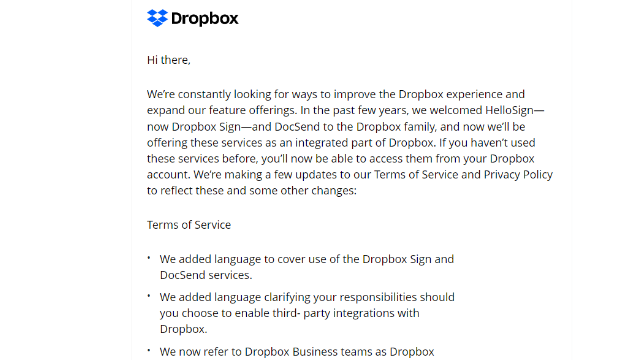 Dropbox
Hi there,
We're constantly looking for ways to improve the Dropbox experience and
expand our feature offerings. In the past few years, we welcomed HelloSign—
now Dropbox Sign—and DocSend to the Dropbox family, and now we'll be
offering these services as an integrated part of Dropbox. If you haven't used
these services before, you'll now be able to access them from your Dropbox
account. We're making a few updates to our Terms of Service and Privacy Policy
to reflect these and some other changes:
Terms of Service
• We added language to cover use of the Dropbox Sign and
DocSend services.
• We added language clarifying your responsibilities should
you choose to enable third- party integrations with
Dropbox.
• We now refer to Dropbox Business teams as Dropbox